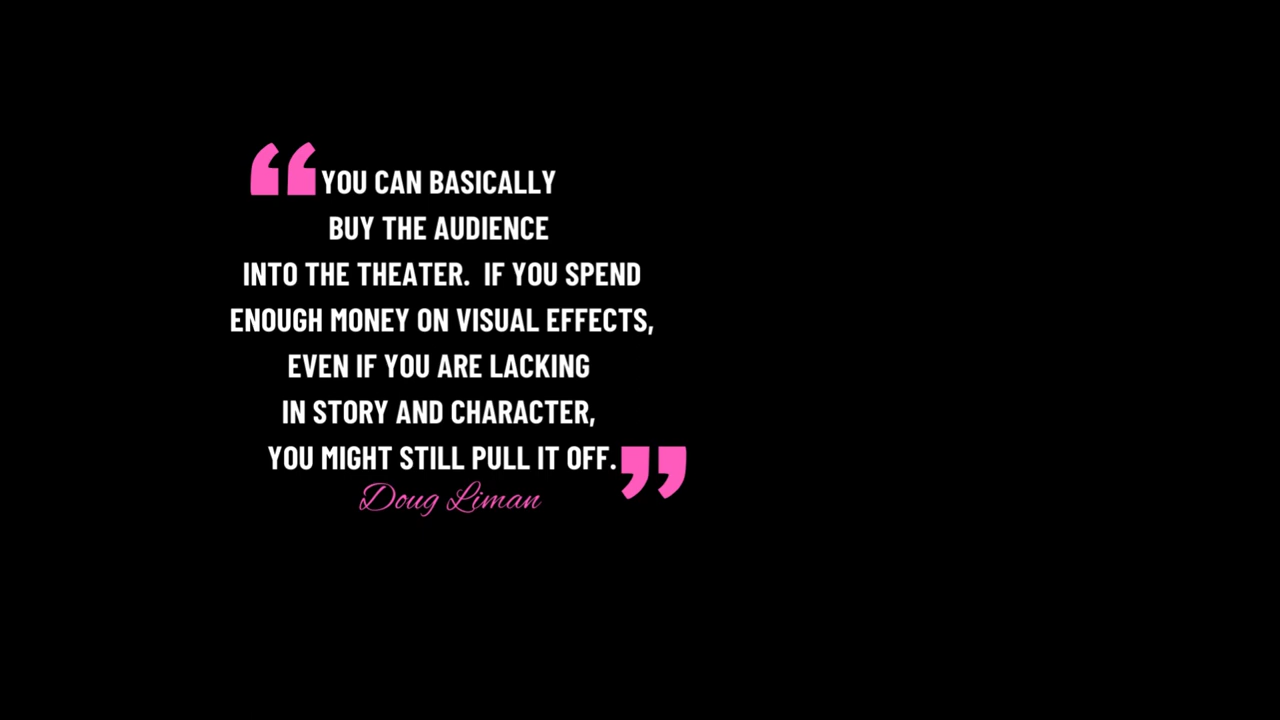 “YOU CAN BASICALLY
BUY THE AUDIENCE
INTO THE THEATER.  IF YOU SPEND
ENOUGH MONEY ON VISUAL EFFECTS,
EVEN IF YOU ARE LACKING
IN STORY AND CHARACTER,
YOU MIGHT STILL PULL IT OFF.”
Doug Liman